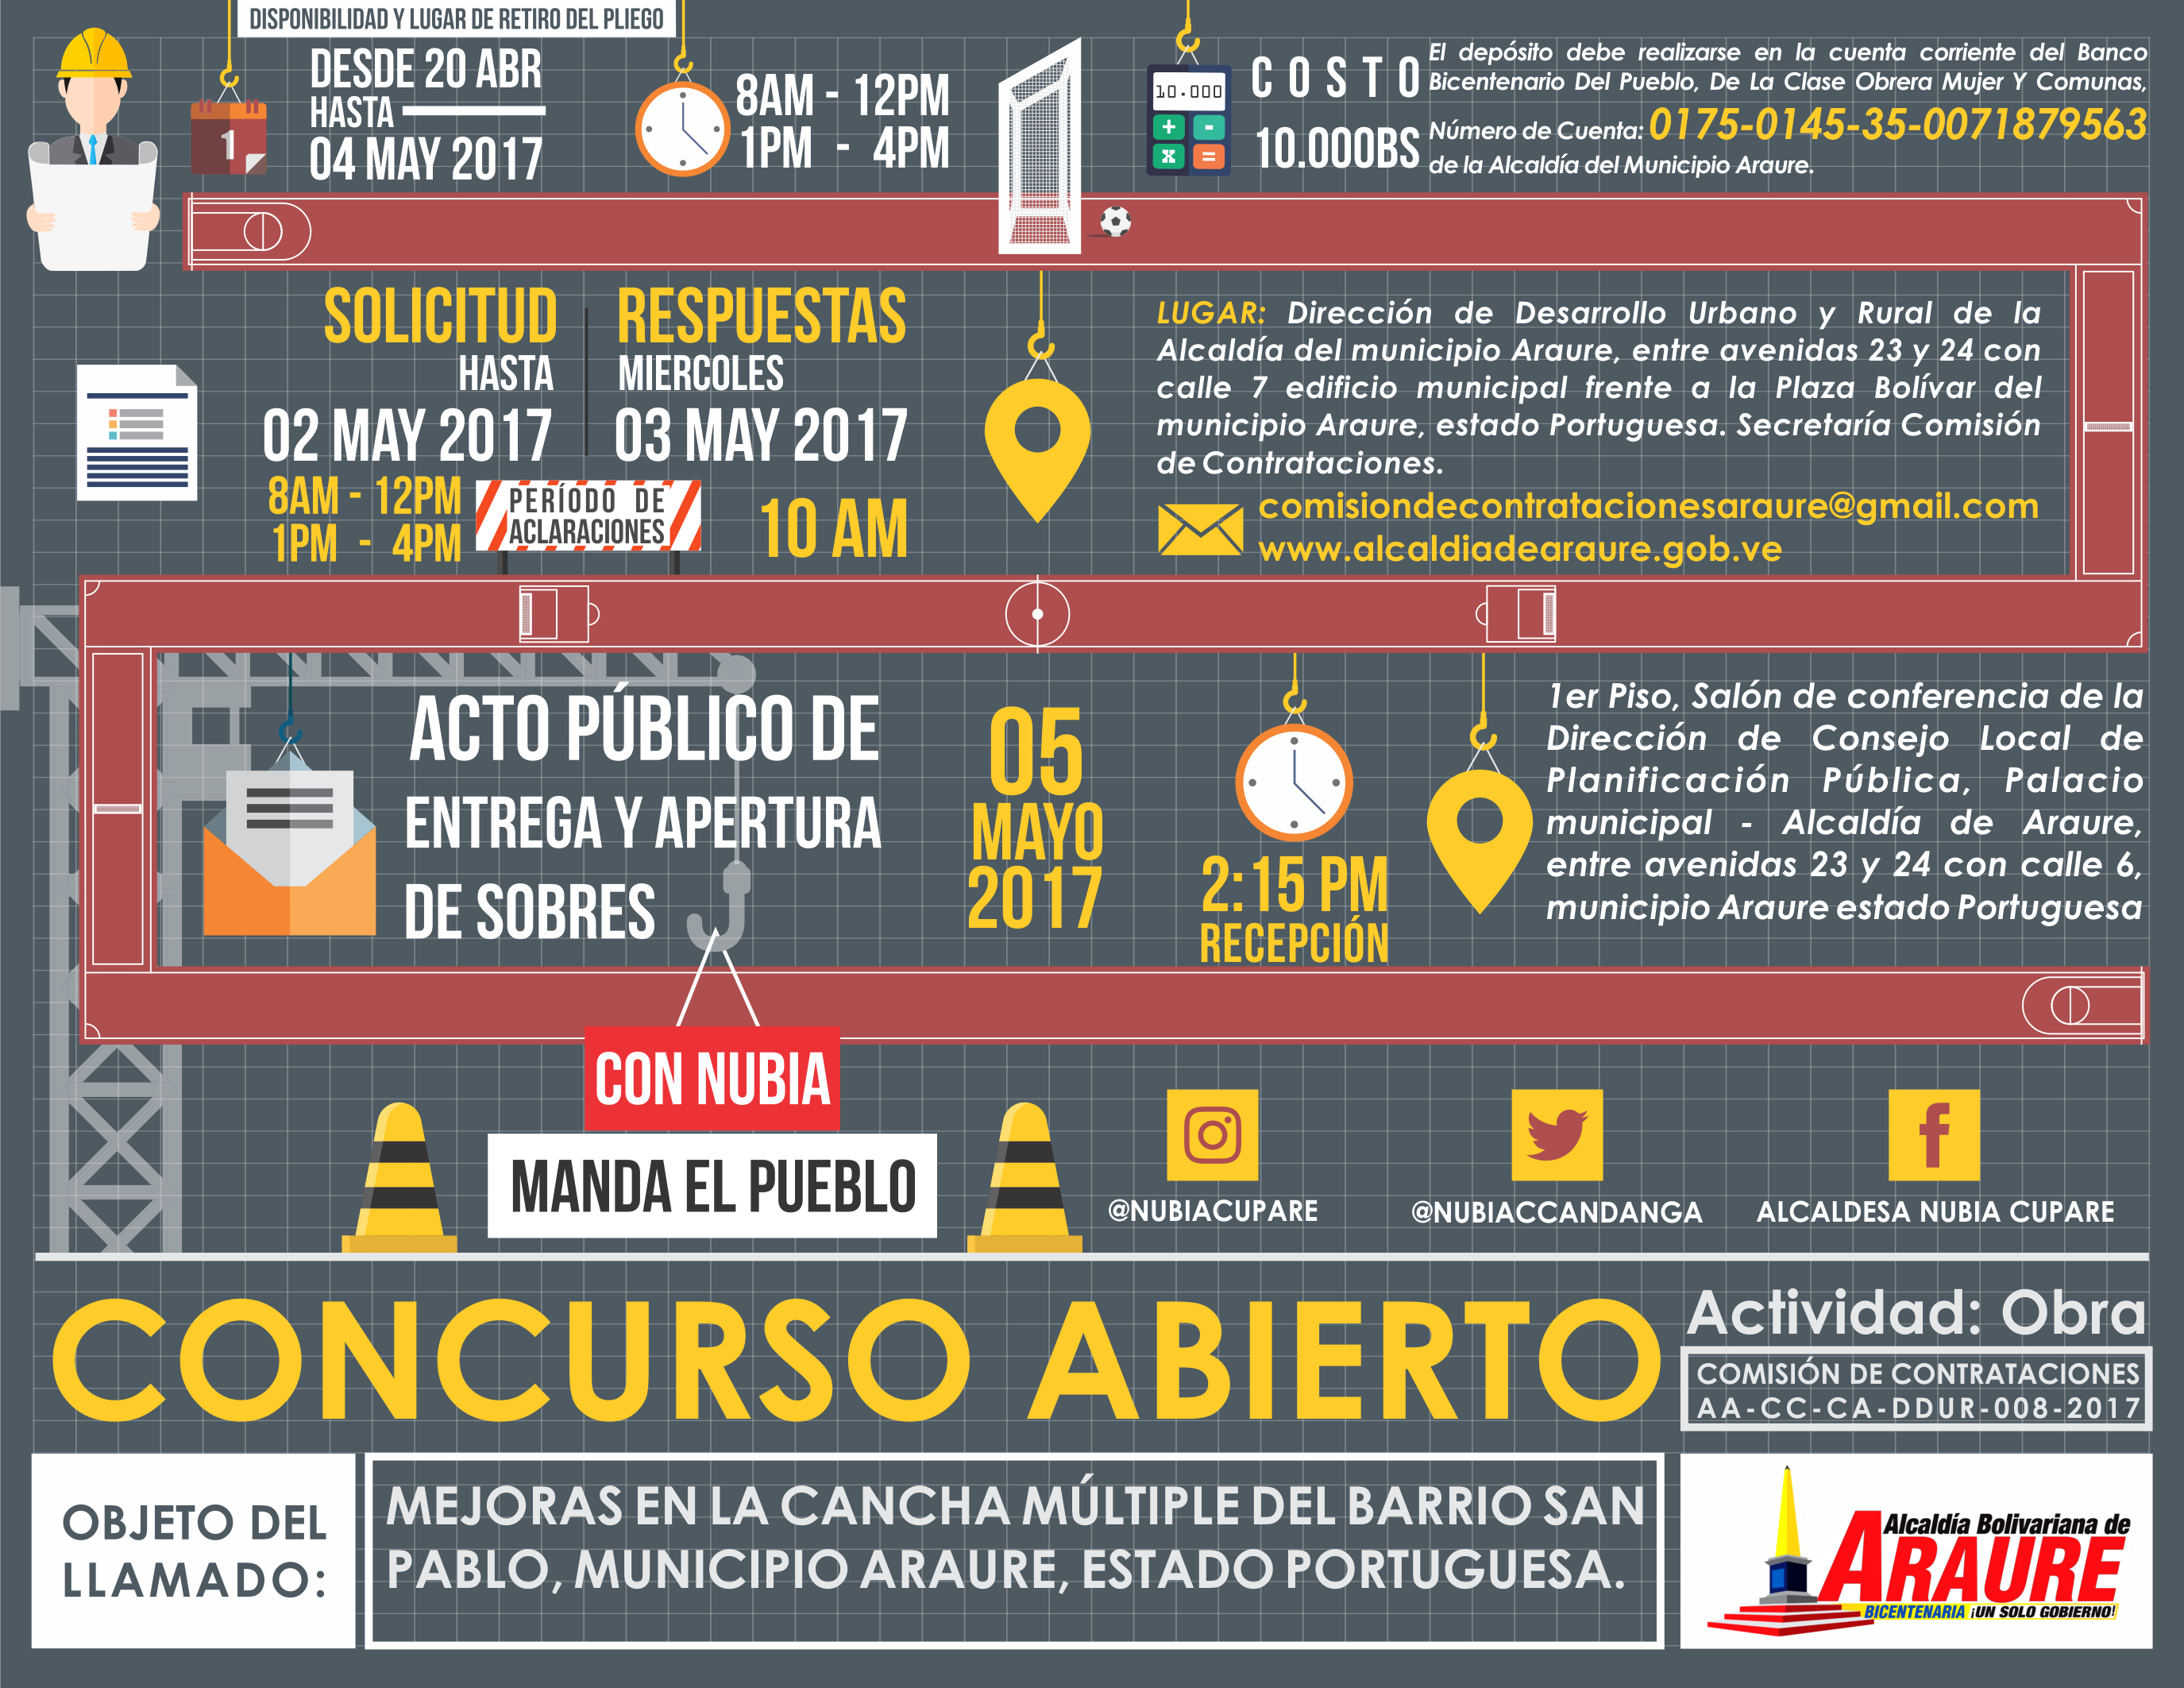 DISPONIBILIDAD Y LUGAR DE RETIRO DEL PLIEGO
DESDE 20 ABR
HASTA
04 MAY 2017
1
8AM - 12PM
1PM - 4PM
10.000
+ -
x =
COSTO
10.000BS
El depósito debe realizarse en la cuenta corriente del Banco
Bicentenario Del Pueblo, De La Clase Obrera Mujer Y Comunas,
Número de Cuenta: 0175-0145-35-0071879563
de la Alcaldía del Municipio Araure.
SOLICITUD
HASTA
02 MAY 2017
8AM - 12PM
1PM - 4PM
RESPUESTAS
MIERCOLES
03 MAY 2017
10 AM
PERÍODO DE
ACLARACIONES
LUGAR: Dirección de Desarrollo Urbano y Rural de la
Alcaldía del municipio Araure, entre avenidas 23 y 24 con
calle 7 edificio municipal frente a la Plaza Bolívar del
municipio Araure, estado Portuguesa. Secretaría Comisión
de Contrataciones.
comisiondecontratacionesaraure@gmail.com
www.alcaldiadearaure.gob.ve
ACTO PÚBLICO DE
ENTREGA Y APERTURA
DE SOBRES
05
MAYO
2017
2:15 PM
RECEPCIÓN
1er Piso, Salón de conferencia de la
Dirección de Consejo Local de
Planificación Pública, Palacio
municipal - Alcaldía de Araure,
entre avenidas 23 y 24 con calle 6,
municipio Araure estado Portuguesa
CON NUBIA
MANDA EL PUEBLO
@NUBIACUPARE
@NUBIACCANDANGA
ALCALDESA NUBIA CUPARE
CONCURSO ABIERTO
Actividad: Obra
COMISIÓN DE CONTRATACIONES
AA-CC-CA-DDUR-008-2017
OBJETO DEL
LLAMADO:
MEJORAS EN LA CANCHA MÚLTIPLE DEL BARRIO SAN
PABLO, MUNICIPIO ARAURE, ESTADO PORTUGUESA.
Alcaldía Bolivariana de
ARAURE
BICENTENARIA ¡UN SOLO GOBIERNO!